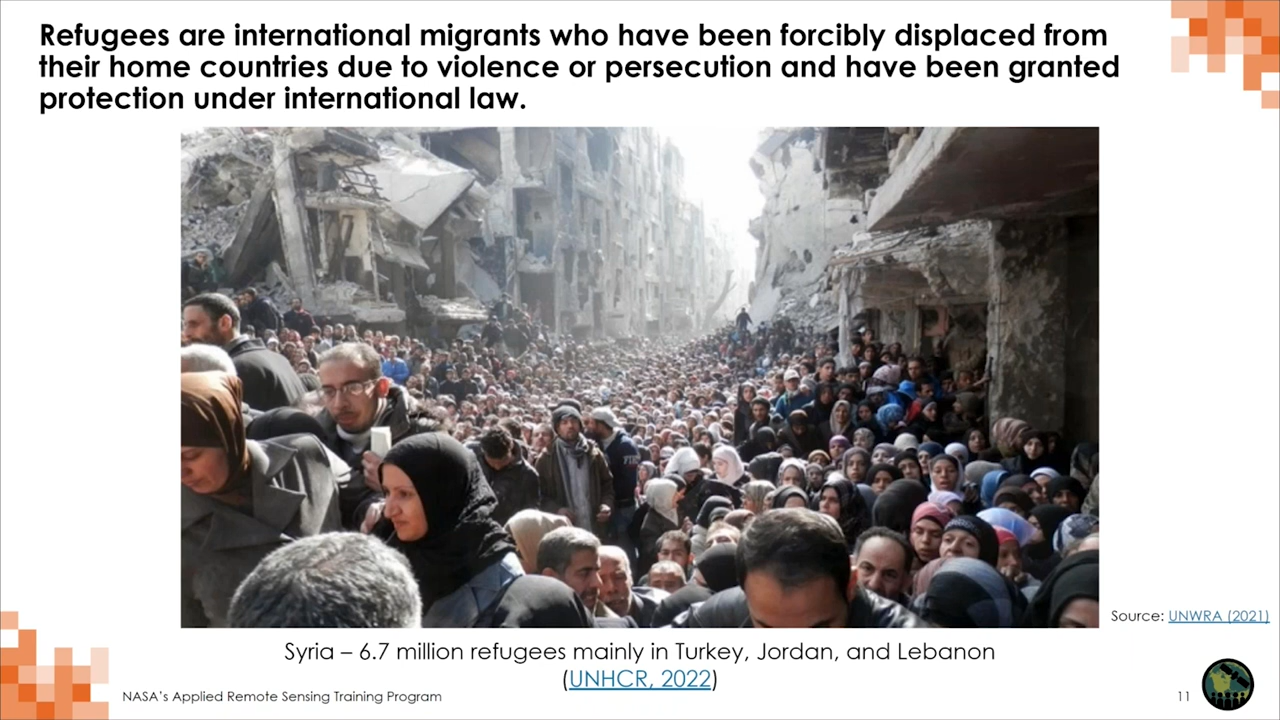 Refugees are international migrants who have been forcibly displaced from
their home countries due to violence or persecution and have been granted
protection under international law.
Source: UNWRA (2021)
Syria – 6.7 million refugees mainly in Turkey, Jordan, and Lebanon
(UNHCR, 2022)
NASA's Applied Remote Sensing Training Program
11